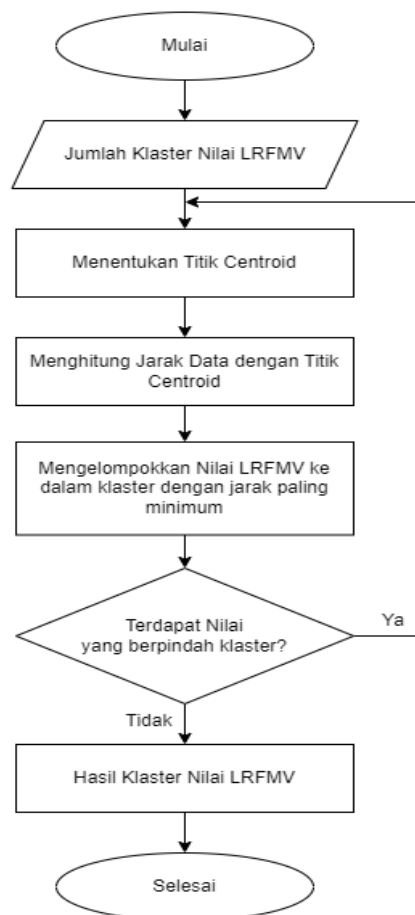 Mulai
Jumlah Klaster Nilai LRFMV
Menentukan Titik Centroid
Menghitung Jarak Data dengan Titik
Centroid
Mengelompokkan Nilai LRFMV ke
dalam klaster dengan jarak paling
minimum
Terdapat Nilai
yang berpindah klaster?
Ya
Tidak
Hasil Klaster Nilai LRFMV
Selesai